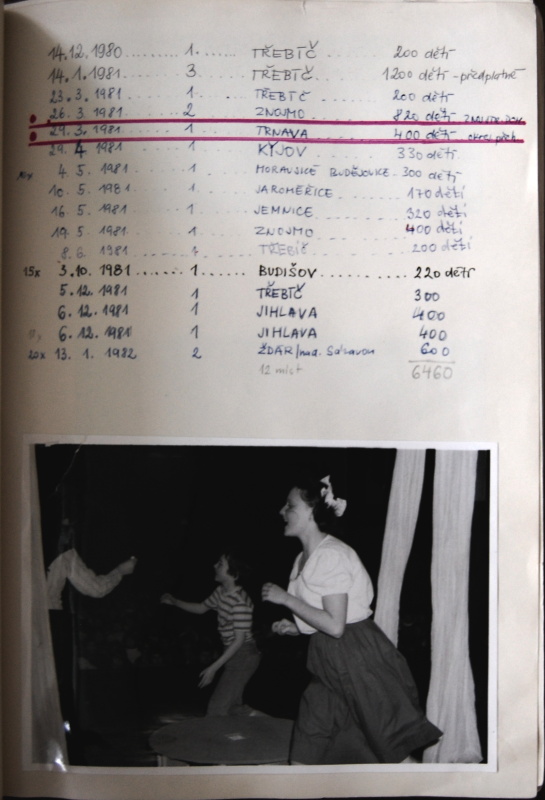 14.12.1980........1......TŘEBÍČ.....200 dětí
14.1.1981......3......TŘEBÍČ.....1200 dětí - předplatné
23.3.1981........1......TŘEBÍČ.....200 dětí
26.3.1981........2......ZNOJMO.....820 dětí
29.3.1981........1......TRNAVA.....400 dětí
29.4.1981........1......KYJOV.....330 dětí
10x 4.5.1981........1......MORAVSKÉ BUDĚJOVICE..300 dětí
10.5.1981........1......JAROMĚŘICE.....170 dětí
16.5.1981........1......JEMNICE.....320 dětí
19.5.1981........1......ZNOJMO.....400 dětí
8.6.1981........1......TŘEBÍČ.....200 dětí
15x 3.10.1981......1......BUDIŠOV.........220 dětí
5.12.1981 1 TŘEBÍČ 300
6.12.1981 1 JIHLAVA 400
6.12.1981 1 JIHLAVA 400
20x 13.1.1982 2 ŽĎÁR/nad. Sázavou 600
12 míst 6460